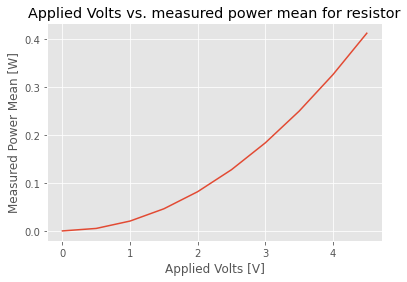 Applied Volts vs. measured power mean for resistor
0.4
0.3
0.2
0.1
0.0
Measured Power Mean [W]
0 1 2 3 4
Applied Volts [V]